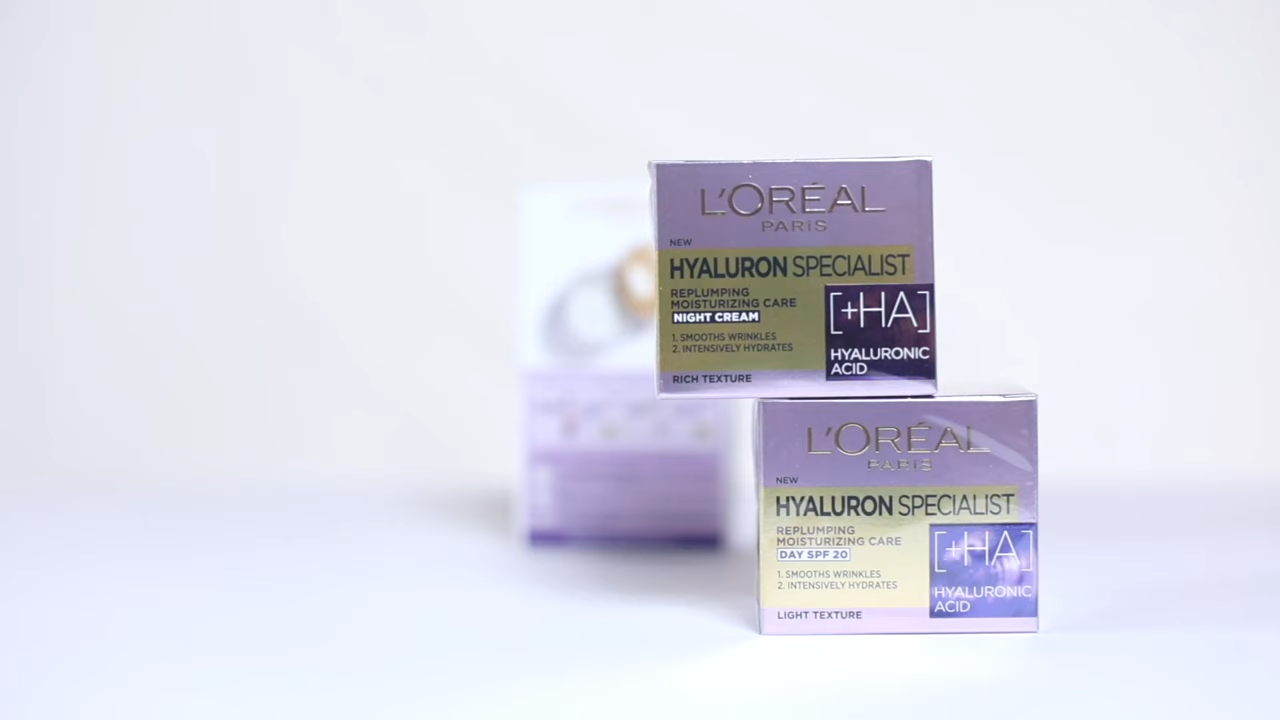 L'ORÉAL
PARIS
NEW
HYALURON SPECIALIST
REPLUMPING
MOISTURIZING CARE
NIGHT CREAM
1. SMOOTHS WRINKLES
2. INTENSIVELY HYDRATES
RICH TEXTURE
[+HA]
HYALURONIC
ACID
L'ORÉAL
PARIS
NEW
HYALURON SPECIALIST
REPLUMPING
MOISTURIZING CARE
DAY SPF 20
1. SMOOTHS WRINKLES
2. INTENSIVELY HYDRATES
LIGHT TEXTURE
[+HA]
HYALURONIC
ACID